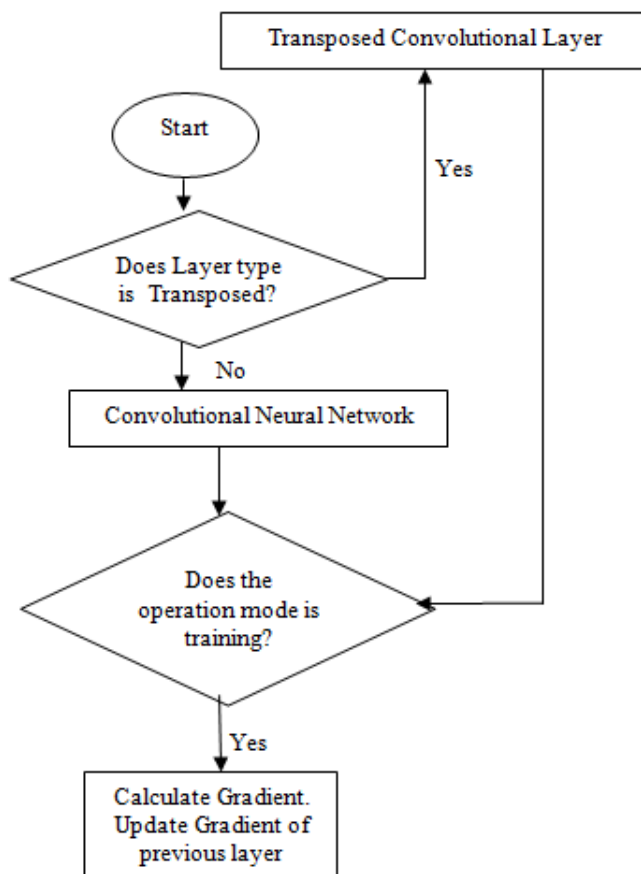 Transposed Convolutional Layer
Start
Yes
Does Layer type
is Transposed?
No
Convolutional Neural Network
Does the
operation mode is
training?
Yes
Calculate Gradient.
Update Gradient of
previous layer